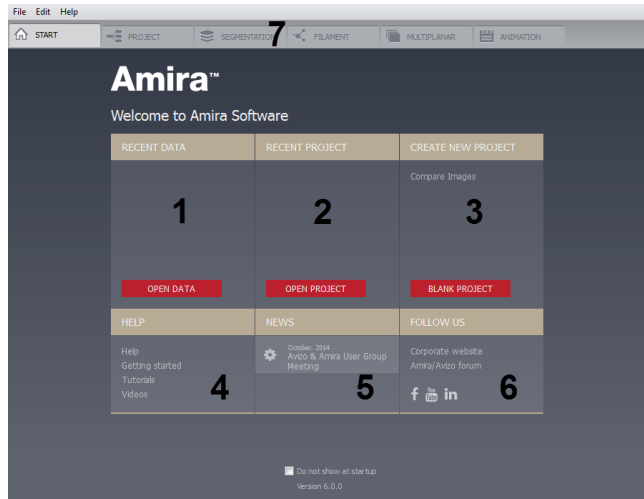 File Edit Help
START PROJECT SEGMENTATION 7 FILAMENT MULTIPLANAR ANIMATION
Amira™
Welcome to Amira Software
RECENT DATA RECENT PROJECT CREATE NEW PROJECT
Compare Images
1 2 3
OPEN DATA OPEN PROJECT BLANK PROJECT
HELP NEWS FOLLOW US
Help
Getting started
Tutorials
Videos
4
October, 2014
Avizo & Amira User Group
Meeting
5
Corporate website
Amira/Avizo forum
f You Tube in
6
Do not show at startup
Version 6.0.0